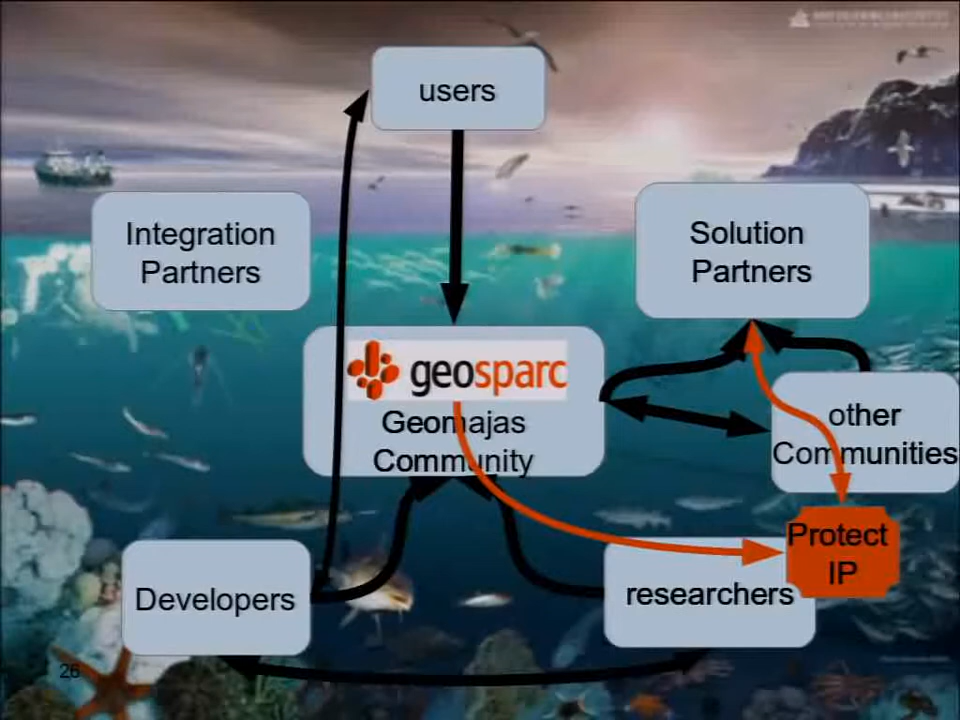 users
Integration
Partners
Solution
Partners
geosparc
Geomajas
Community
other
Communities
Protect
IP
Developers
researchers
26